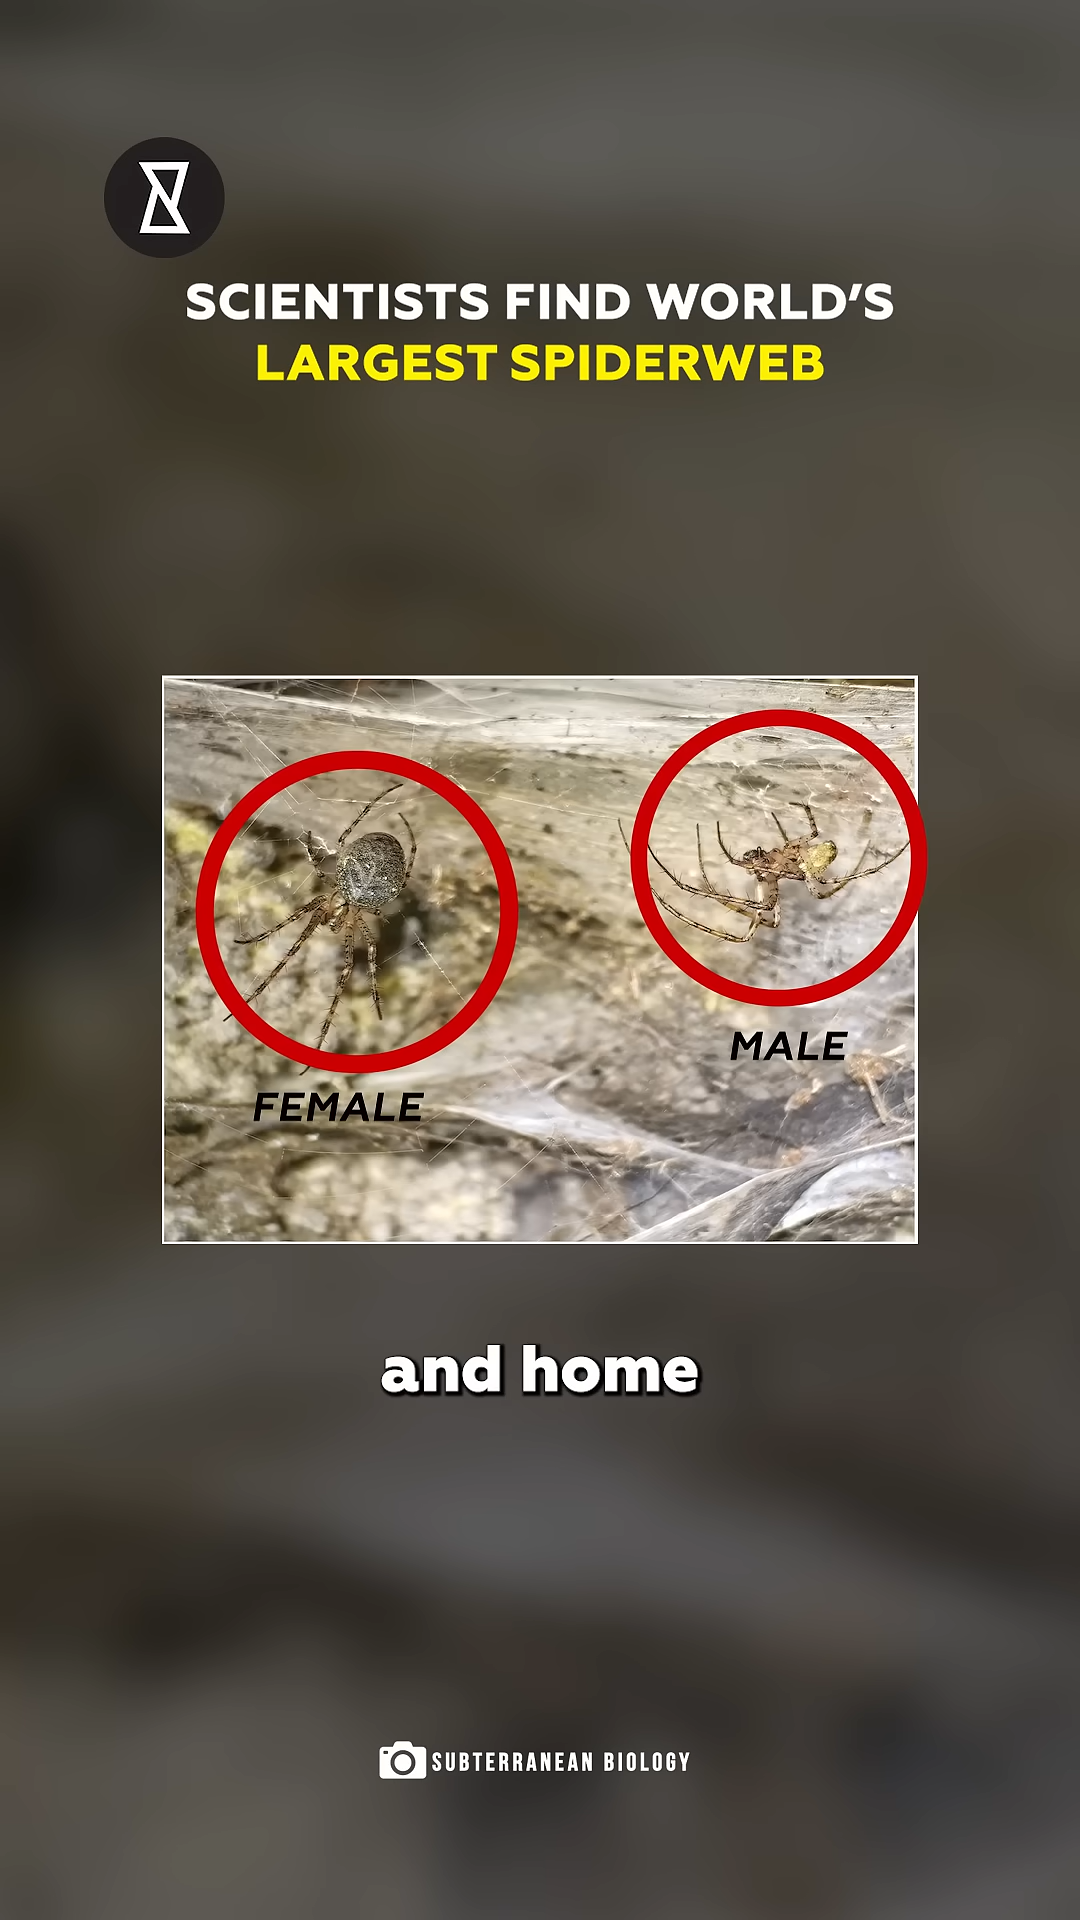 SCIENTISTS FIND WORLD'S
LARGEST SPIDERWEB
MALE
FEMALE
and home
SUBTERRANEAN BIOLOGY